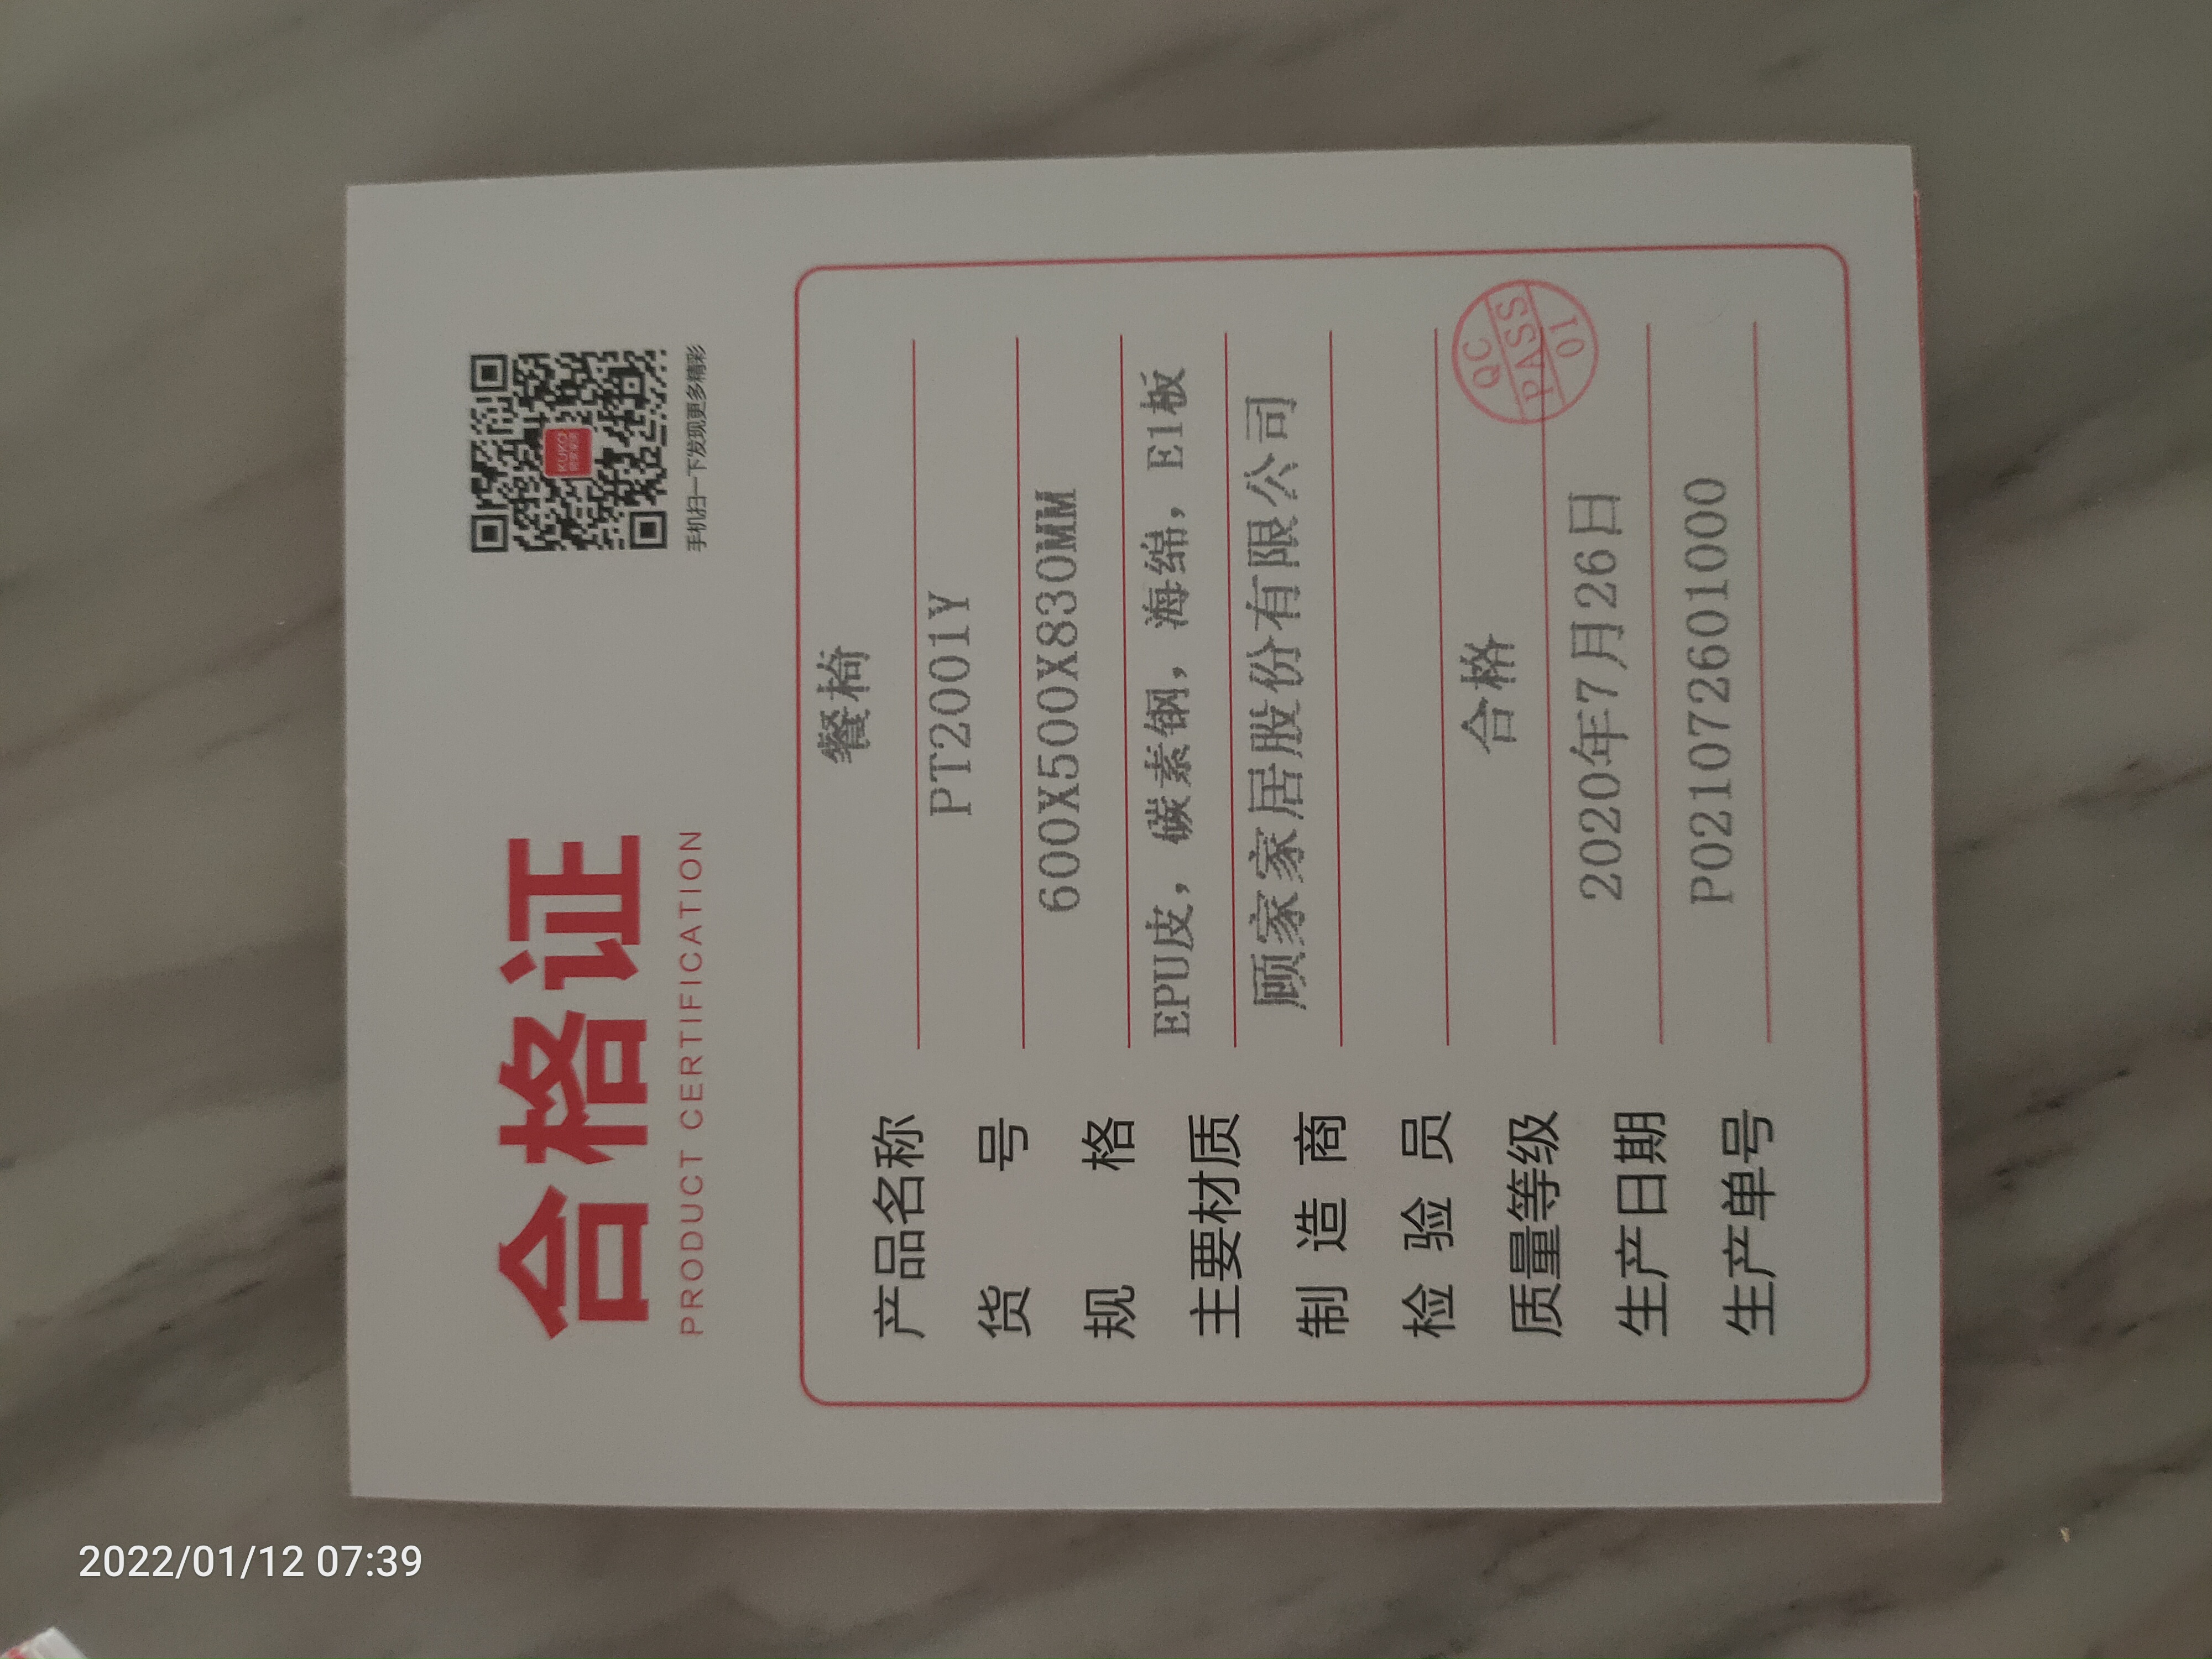 合格证
PRODUCT CERTIFICATION
KUKA
手机扫一下发现更多精彩
产品名称 餐椅
货号 PT2001Y
规格 600X500X830MM
主要材质 EPU皮，碳素钢，海绵，E1板
制造商 顾家家居股份有限公司
检验员
质量等级 合格
QC
PASS
01
生产日期 2020年7月26日
生产单号 P02107260100​0
2022/01/12 07:39